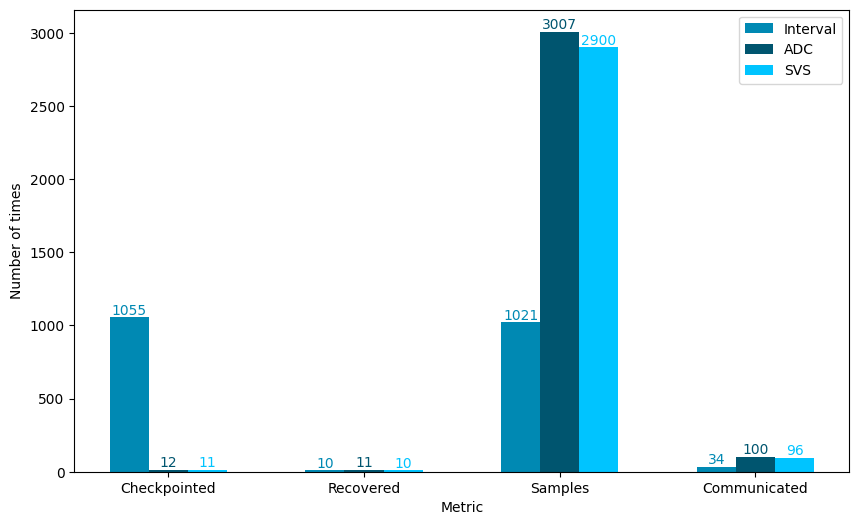 Interval
ADC
SVS
Number of times
3000
2500
2000
1500
1000
500
0
1055
12
11
10
11
10
1021
3007
2900
34
100
96
Checkpointed
Recovered
Samples
Communicated
Metric